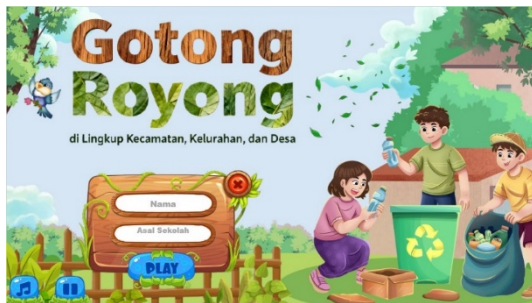 Gotong
Royong
di Lingkup Kecamatan, Kelurahan, dan Desa
Nama
Asal Sekolah
PLAY